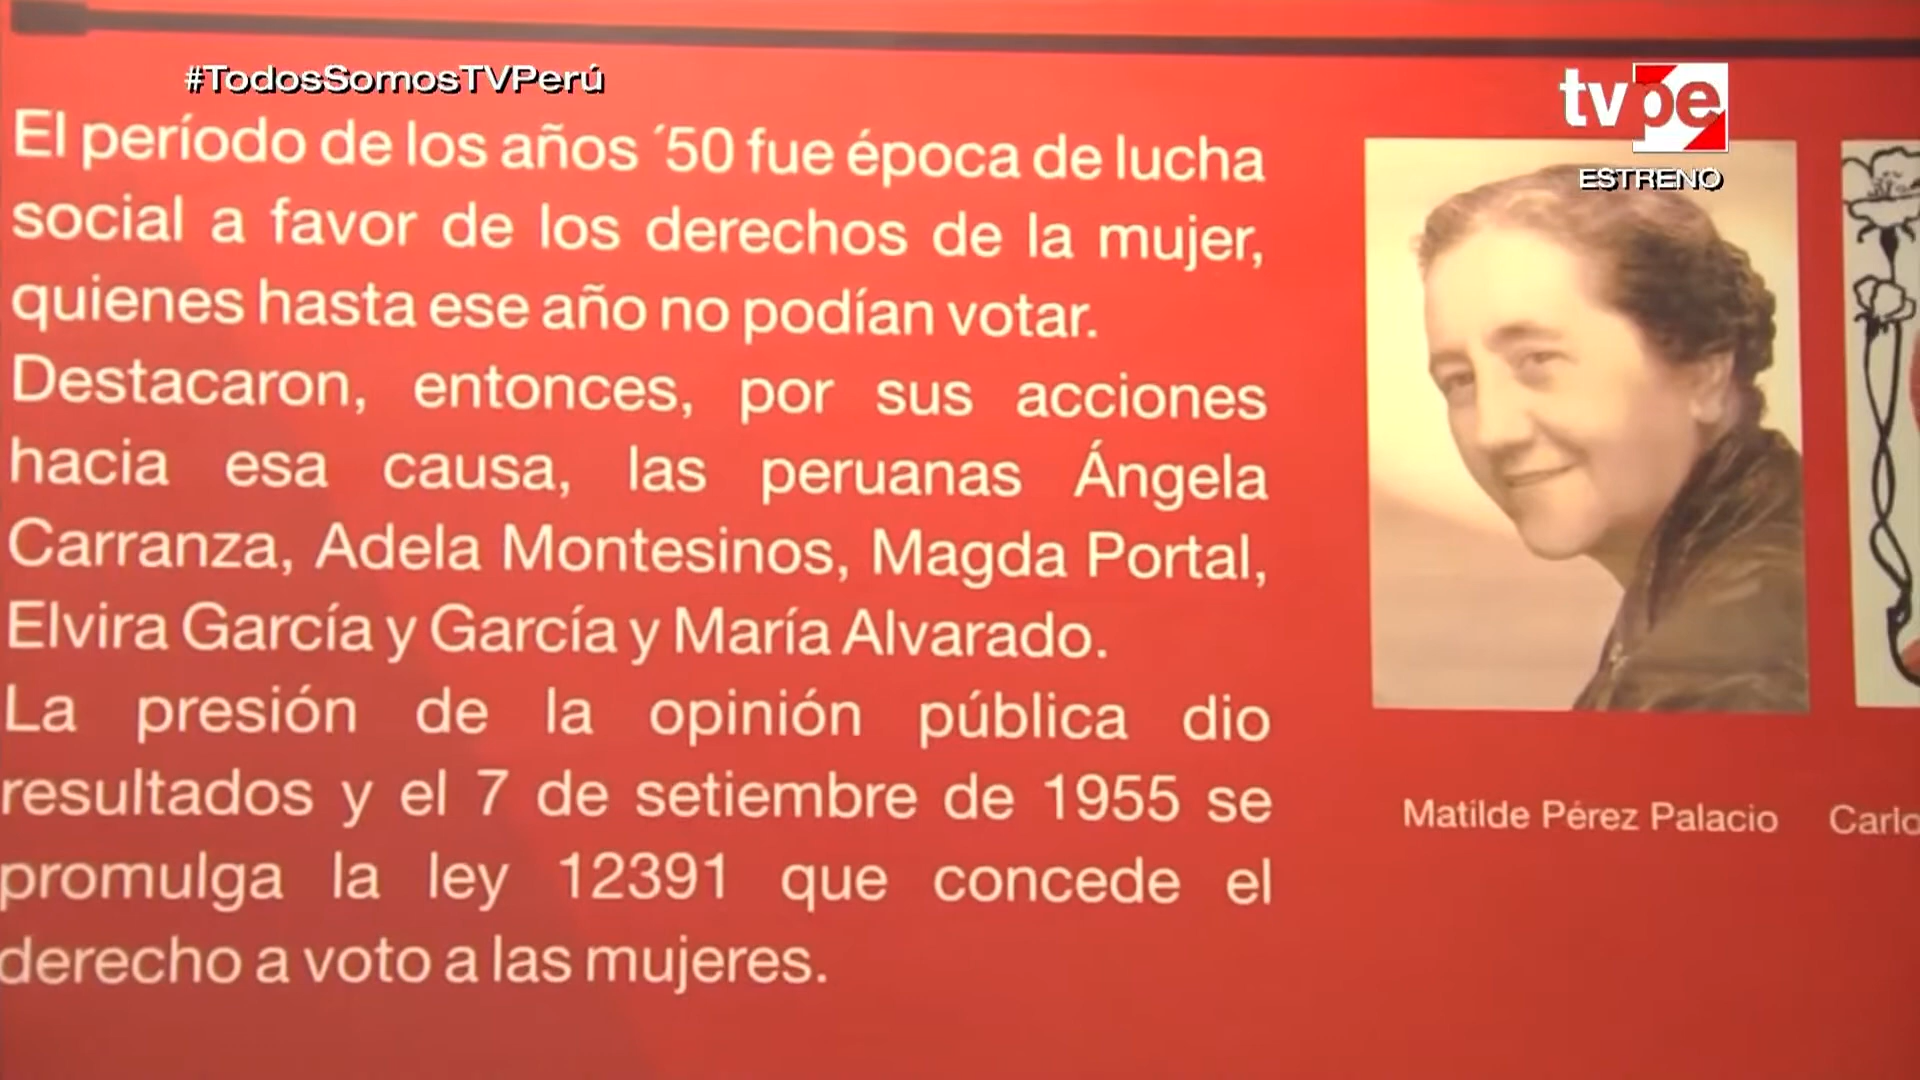 #TodosSomosTVPerú
tvpe
ESTRENO
El período de los años ´50 fue época de lucha
social a favor de los derechos de la mujer,
quienes hasta ese año no podían votar.
Destacaron, entonces, por sus acciones
hacia esa causa, las peruanas Ángela
Carranza, Adela Montesinos, Magda Portal,
Elvira García y García y María Alvarado.
La presión de la opinión pública dio
resultados y el 7 de setiembre de 1955 se
promulga la ley 12391 que concede el
derecho a voto a las mujeres.
Matilde Pérez Palacio